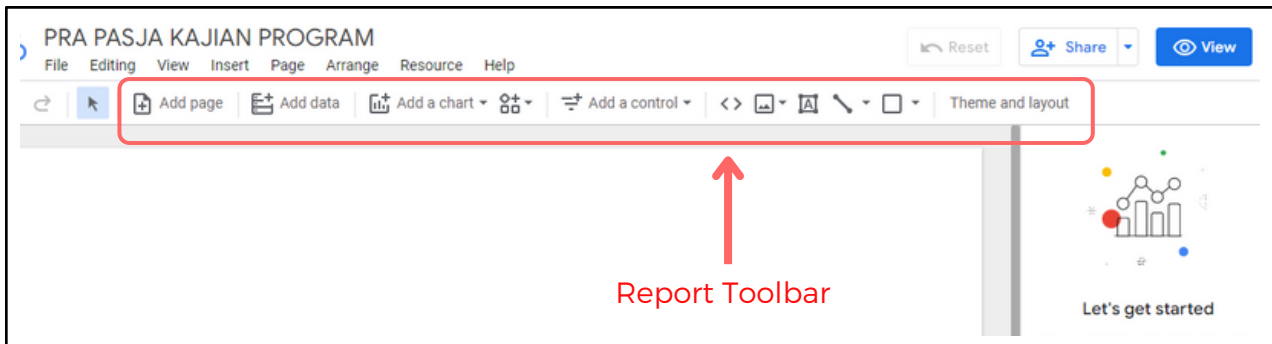 PRA PASJA KAJIAN PROGRAM
File Editing View Insert Page Arrange Resource Help
Reset Share View
Add page Add data Add a chart Add a control Theme and layout
Report Toolbar
Let's get started